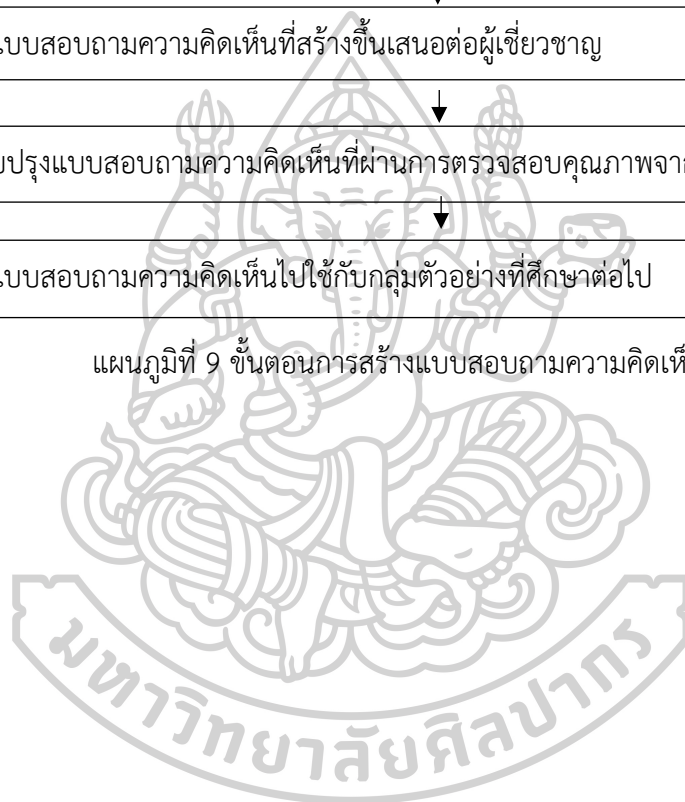 แบบสอบถามความคิดเห็นที่สร้างขึ้นเสนอต่อผู้เชี่ยวชาญ
ปรุงแบบสอบถามความคิดเห็นที่ผ่านการตรวจสอบคุณภาพจาก
แบบสอบถามความคิดเห็นไปใช้กับกลุ่มตัวอย่างที่ศึกษาต่อไป
แผนภูมิที่ 9 ขั้นตอนการสร้างแบบสอบถามความคิดเห็
มหาวิทยาลัยศิลปากร